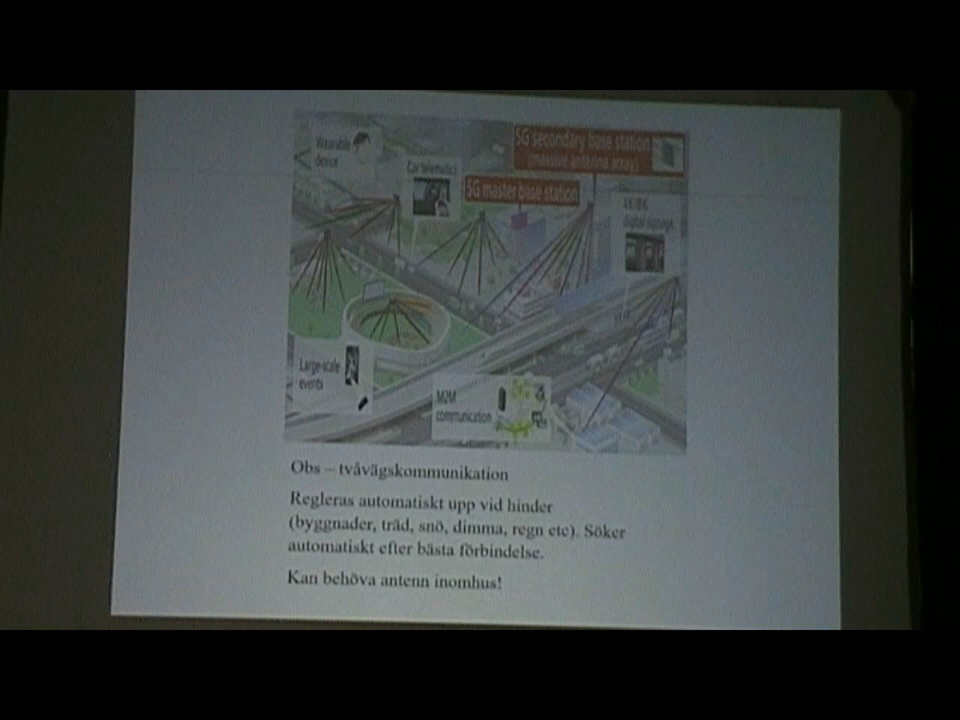 5G secondary base station
(massive antenna array)
Wearable
device
Car telematics
5G master base station
4K/8K
digital signage
Large-scale
events
M2M
communication
Obs – tvåvägskommunikation
Regleras automatiskt upp vid hinder
(byggnader, träd, snö, dimma, regn etc). Söker
automatiskt efter bästa förbindelse.
Kan behöva antenn inomhus!